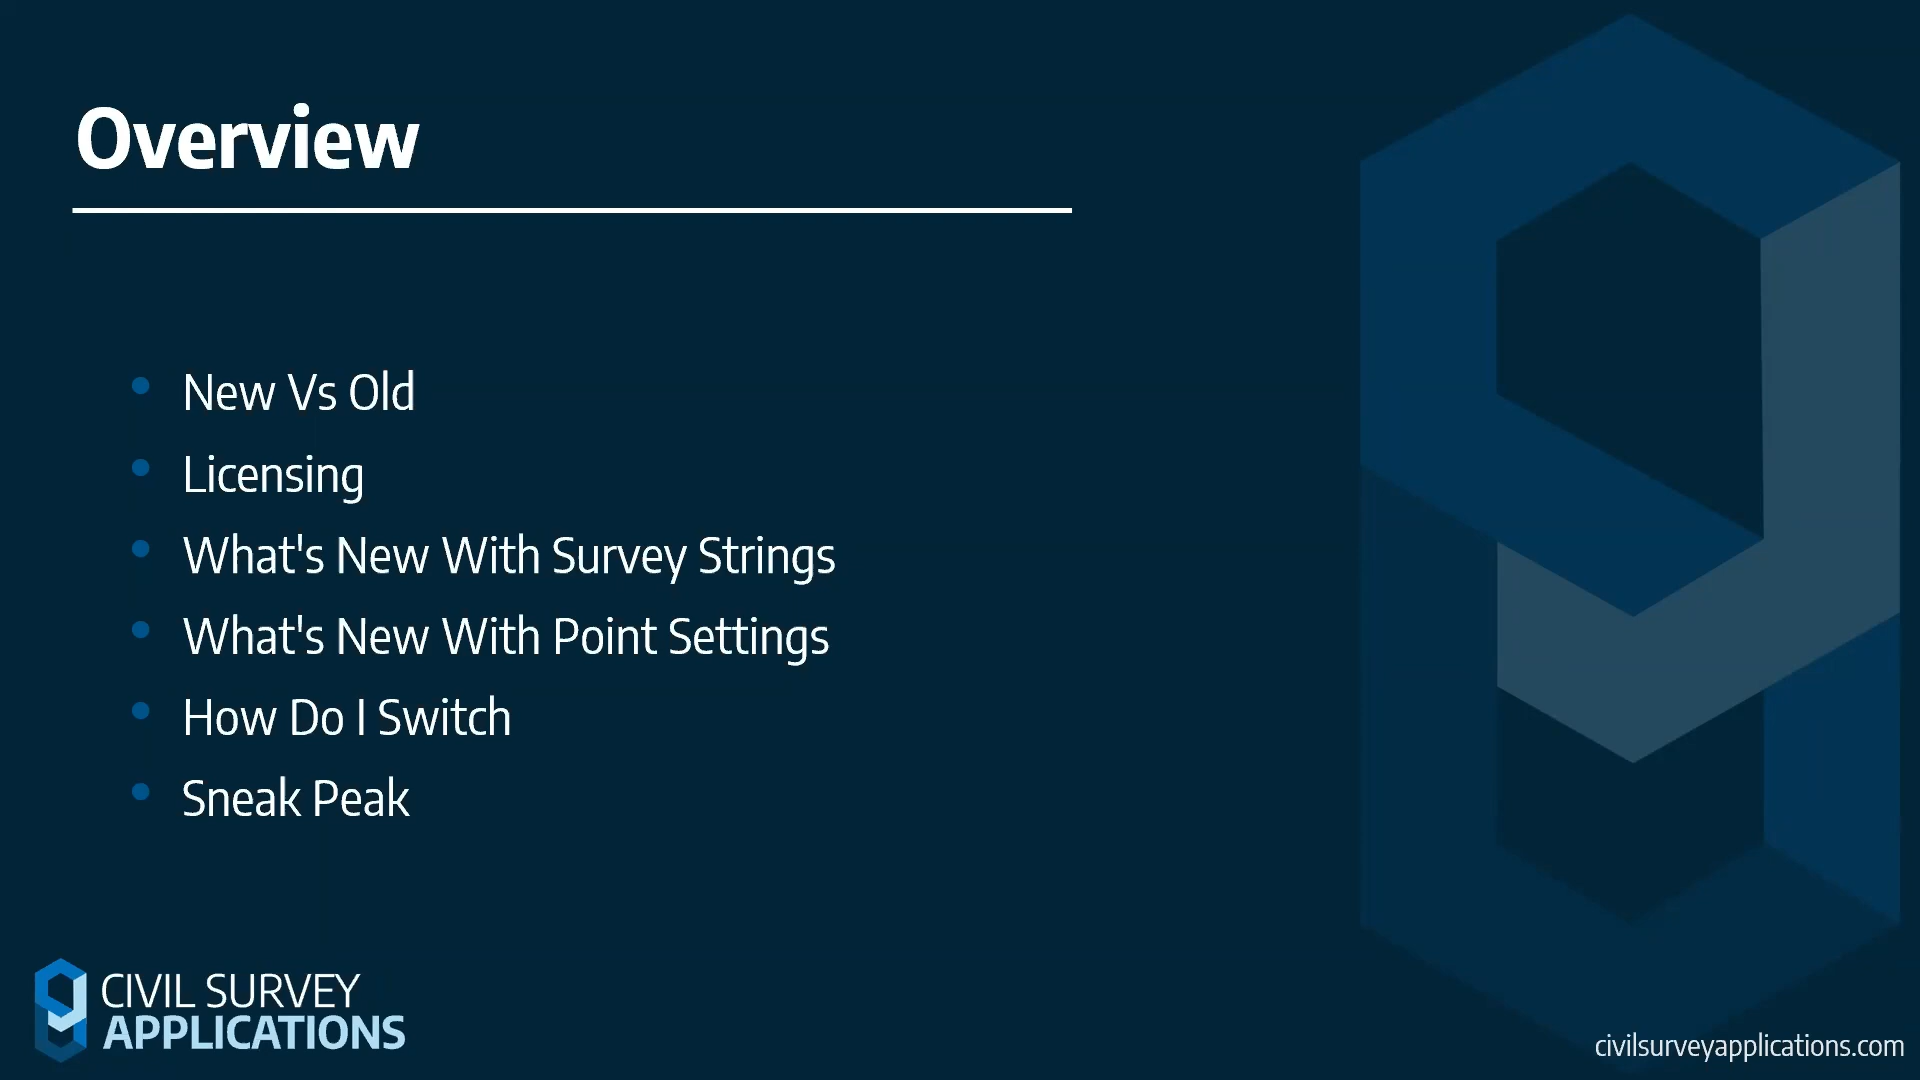 Overview
New Vs Old
Licensing
What's New With Survey Strings
What's New With Point Settings
How Do I Switch
Sneak Peak
CIVIL SURVEY
APPLICATIONS
civilsurveyapplications.com